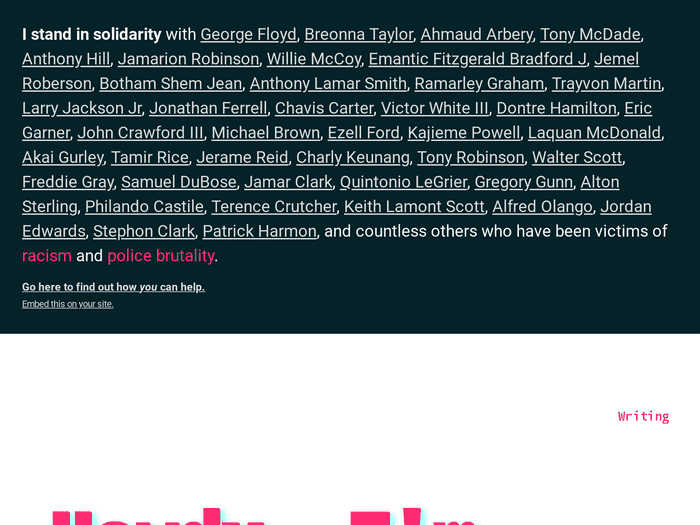 I stand in solidarity with George Floyd, Breonna Taylor, Ahmaud Arbery, Tony McDade,
Anthony Hill, Jamarion Robinson, Willie McCoy, Emantic Fitzgerald Bradford J, Jemel
Roberson, Botham Shem Jean, Anthony Lamar Smith, Ramarley Graham, Trayvon Martin,
Larry Jackson Jr, Jonathan Ferrell, Chavis Carter, Victor White III, Dontre Hamilton, Eric
Garner, John Crawford III, Michael Brown, Ezell Ford, Kajieme Powell, Laquan McDonald,
Akai Gurley, Tamir Rice, Jerame Reid, Charly Keunang, Tony Robinson, Walter Scott,
Freddie Gray, Samuel DuBose, Jamar Clark, Quintonio LeGrier, Gregory Gunn, Alton
Sterling, Philando Castile, Terence Crutcher, Keith Lamont Scott, Alfred Olango, Jordan
Edwards, Stephon Clark, Patrick Harmon, and countless others who have been victims of
racism and police brutality.
Go here to find out how you can help.
Embed this on your site.
Writing